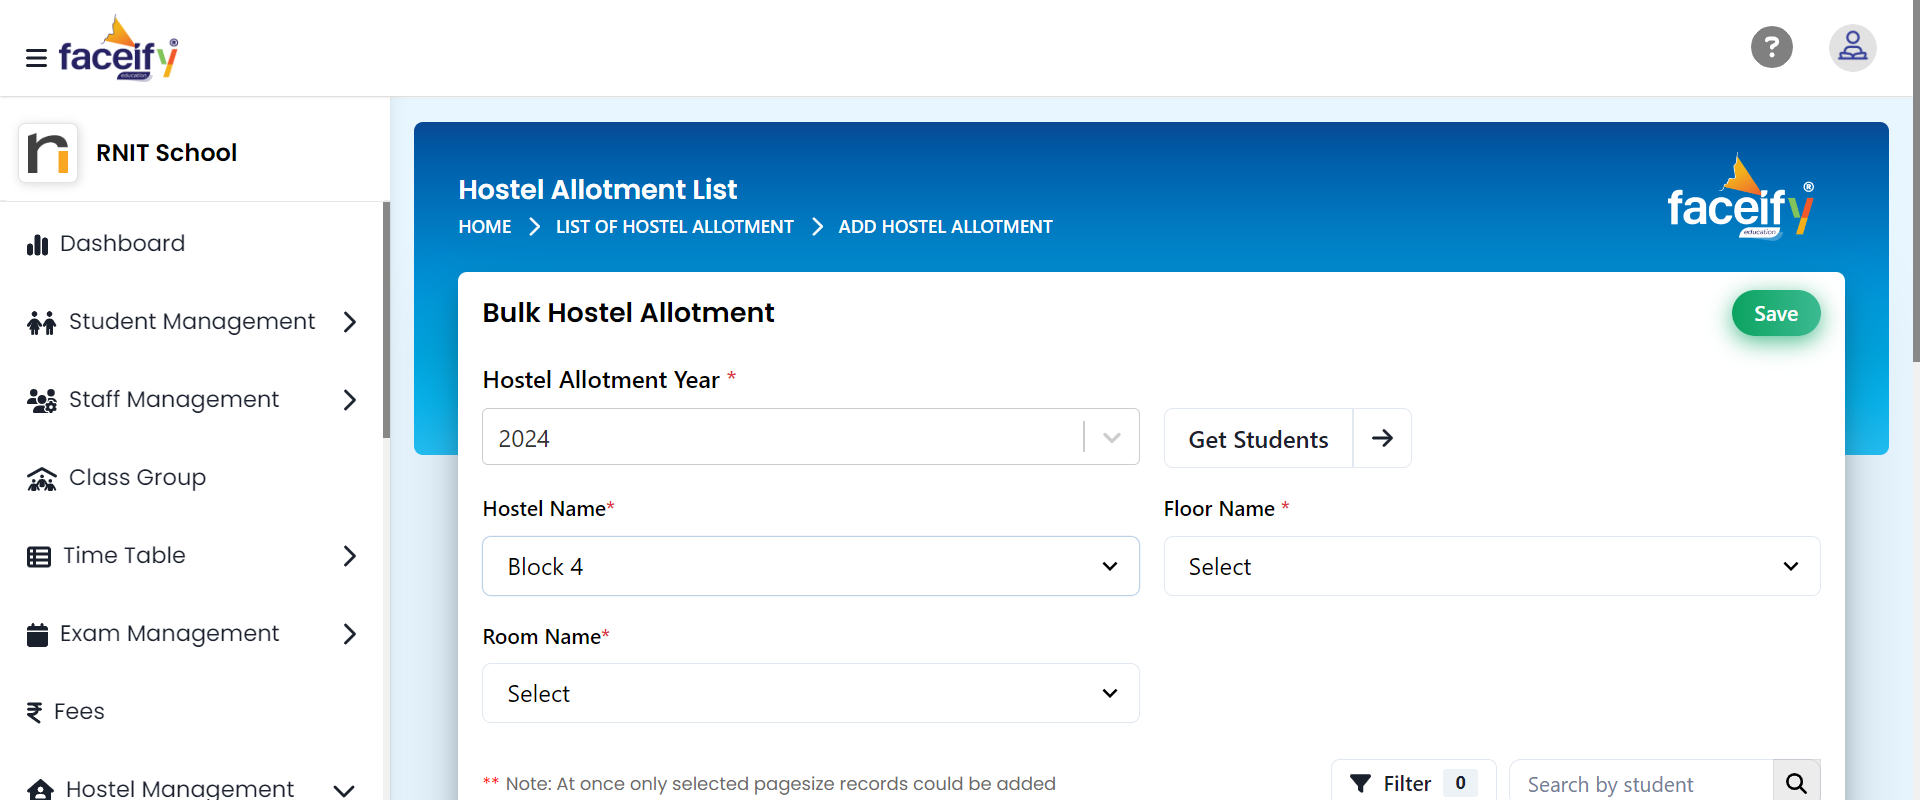 faceify®
education
?
RNIT School
Dashboard
Student Management
Staff Management
Class Group
Time Table
Exam Management
₹ Fees
Hostel Management
Hostel Allotment List
HOME > LIST OF HOSTEL ALLOTMENT > ADD HOSTEL ALLOTMENT
faceify®
education
Bulk Hostel Allotment
Save
Hostel Allotment Year *
2024
Get Students
Hostel Name*
Floor Name *
Block 4
Select
Room Name*
Select
** Note: At once only selected pagesize records could be added
Filter 0
Search by student